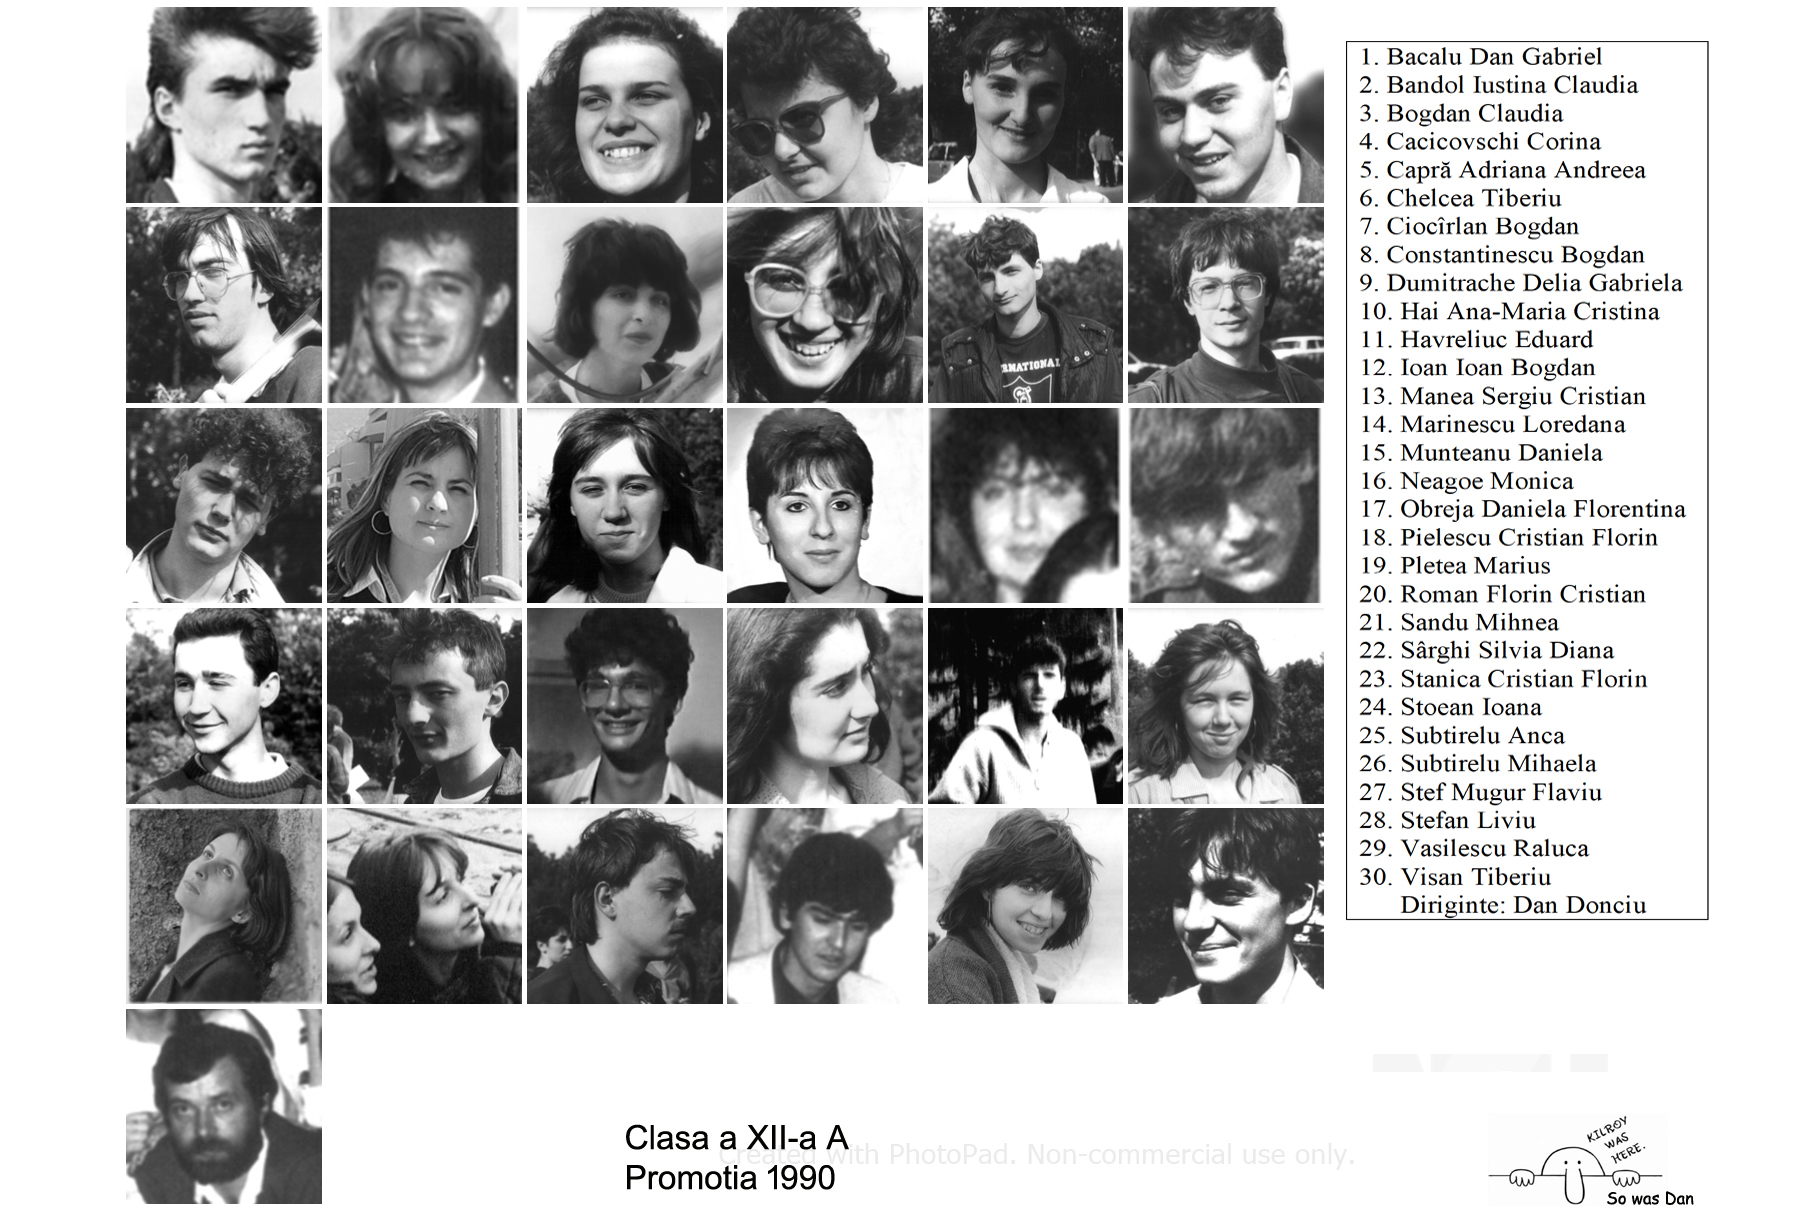 1. Bacalu Dan Gabriel
2. Bandol Iustina Claudia
3. Bogdan Claudia
4. Cacicovschi Corina
5. Capră Adriana Andreea
6. Chelcea Tiberiu
7. Ciocîrlan Bogdan
8. Constantinescu Bogdan
9. Dumitrache Delia Gabriela
10. Hai Ana-Maria Cristina
11. Havreliuc Eduard
12. Ioan Ioan Bogdan
13. Manea Sergiu Cristian
14. Marinescu Loredana
15. Munteanu Daniela
16. Neagoe Monica
17. Obreja Daniela Florentina
18. Pielescu Cristian Florin
19. Pletea Marius
20. Roman Florin Cristian
21. Sandu Mihnea
22. Sârghi Silvia Diana
23. Stanica Cristian Florin
24. Stoean Ioana
25. Subtirelu Anca
26. Subtirelu Mihaela
27. Stef Mugur Flaviu
28. Stefan Liviu
29. Vasilescu Raluca
30. Visan Tiberiu
Diriginte: Dan Donciu
RMATIONAL
Clasa a XII-a A
Promotia 1990
Created with PhotoPad. Non-commercial use only.
KILROY
WAS
HERE.
So was Dan